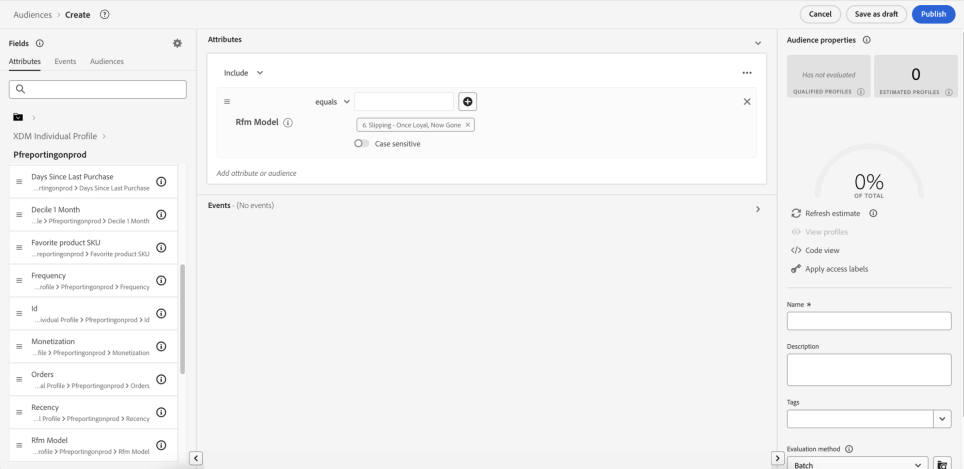 Audiences > Create
Cancel
Save as draft
Publish
Fields
Attributes
Events
Audiences
XDM Individual Profile >
Pfreportingonprod
Days Since Last Purchase
...rtingonprod > Days Since Last Purchase
Decile 1 Month
...le > Pfreportingonprod > Decile 1 Month
Favorite product SKU
...reportingonprod > Favorite product SKU
Frequency
...rofile > Pfreportingonprod > Frequency
Id
...ividual Profile > Pfreportingonprod > Id
Monetization
...file > Pfreportingonprod > Monetization
Orders
...al Profile > Pfreportingonprod > Orders
Recency
...l Profile > Pfreportingonprod > Recency
Rfm Model
...rofile > Pfreportingonprod > Rfm Model
Attributes
Include
equals
Rfm Model
6. Slipping - Once Loyal, Now Gone
Case sensitive
Add attribute or audience
Events - (No events)
Audience properties
Has not evaluated
QUALIFIED PROFILES
0
ESTIMATED PROFILES
0%
OF TOTAL
Refresh estimate
View profiles
</> Code view
Apply access labels
Name *
Description
Tags
Evaluation method
Batch